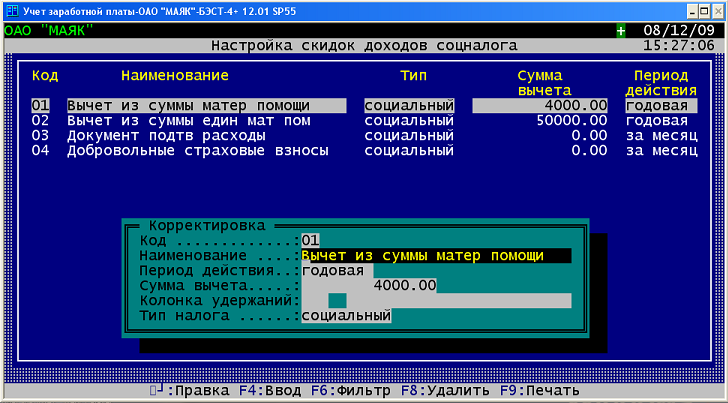 Учет заработной платы-ОАО "МАЯК"-БЭСТ-4+ 12.01 SP55
ОАО "МАЯК" + 08/12/09
Настройка скидок доходов соцналога 15:27:06
Код Наименование Тип Сумма Период
вычета действия
01 Вычет из суммы матер помощи социальный 4000.00 годовая
02 Вычет из суммы един мат пом социальный 50000.00 годовая
03 Документ подтв расходы социальный 0.00 за месяц
04 Добровольные страховые взносы социальный 0.00 за месяц
Корректировка
Код .............:01
Наименование ....:Вычет из суммы матер помощи
Период действия..:годовая
Сумма вычета.....: 4000.00
Колонка удержаний:
Тип налога ......:социальный
┘:Правка F4:Ввод F6:Фильтр F8:Удалить F9:Печать